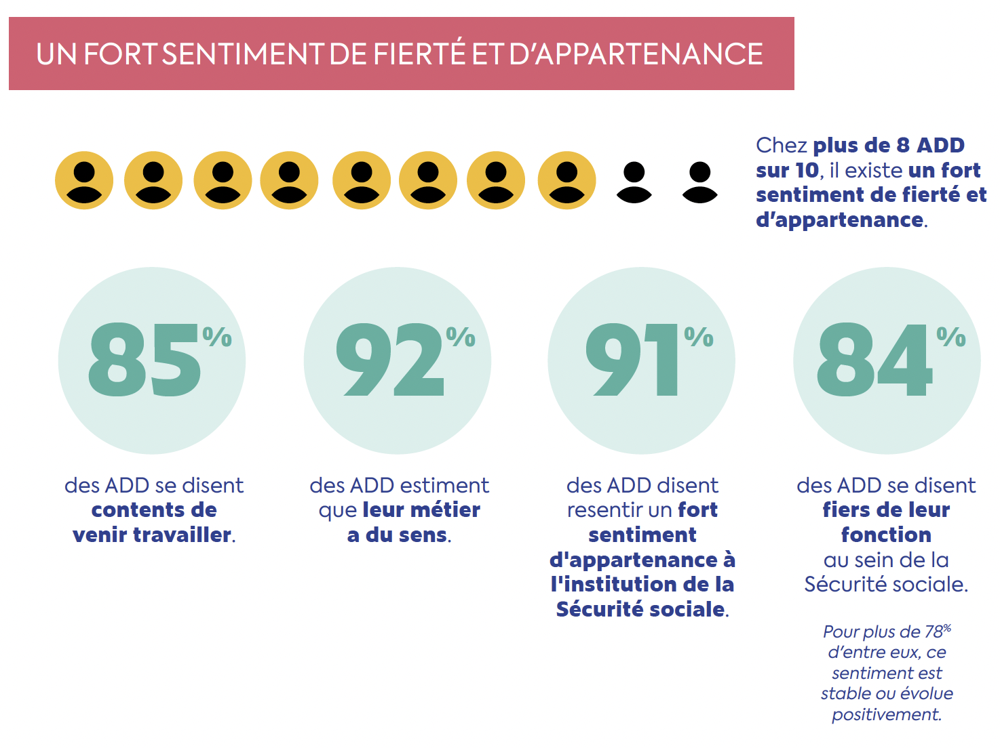 UN FORT SENTIMENT DE FIERTÉ ET D'APPARTENANCE
Chez plus de 8 ADD
sur 10, il existe un fort
sentiment de fierté et
d’appartenance.
85%
des ADD se disent
contents de
venir travailler.
92%
des ADD estiment
que leur métier
a du sens.
91%
des ADD disent
resentir un fort
sentiment
d'appartenance à
l'institution de la
Sécurité sociale.
84%
des ADD se disent
fiers de leur
fonction
au sein de la
Sécurité sociale.
Pour plus de 78%
d’entre eux, ce
sentiment est
stable ou évolue
positivement.